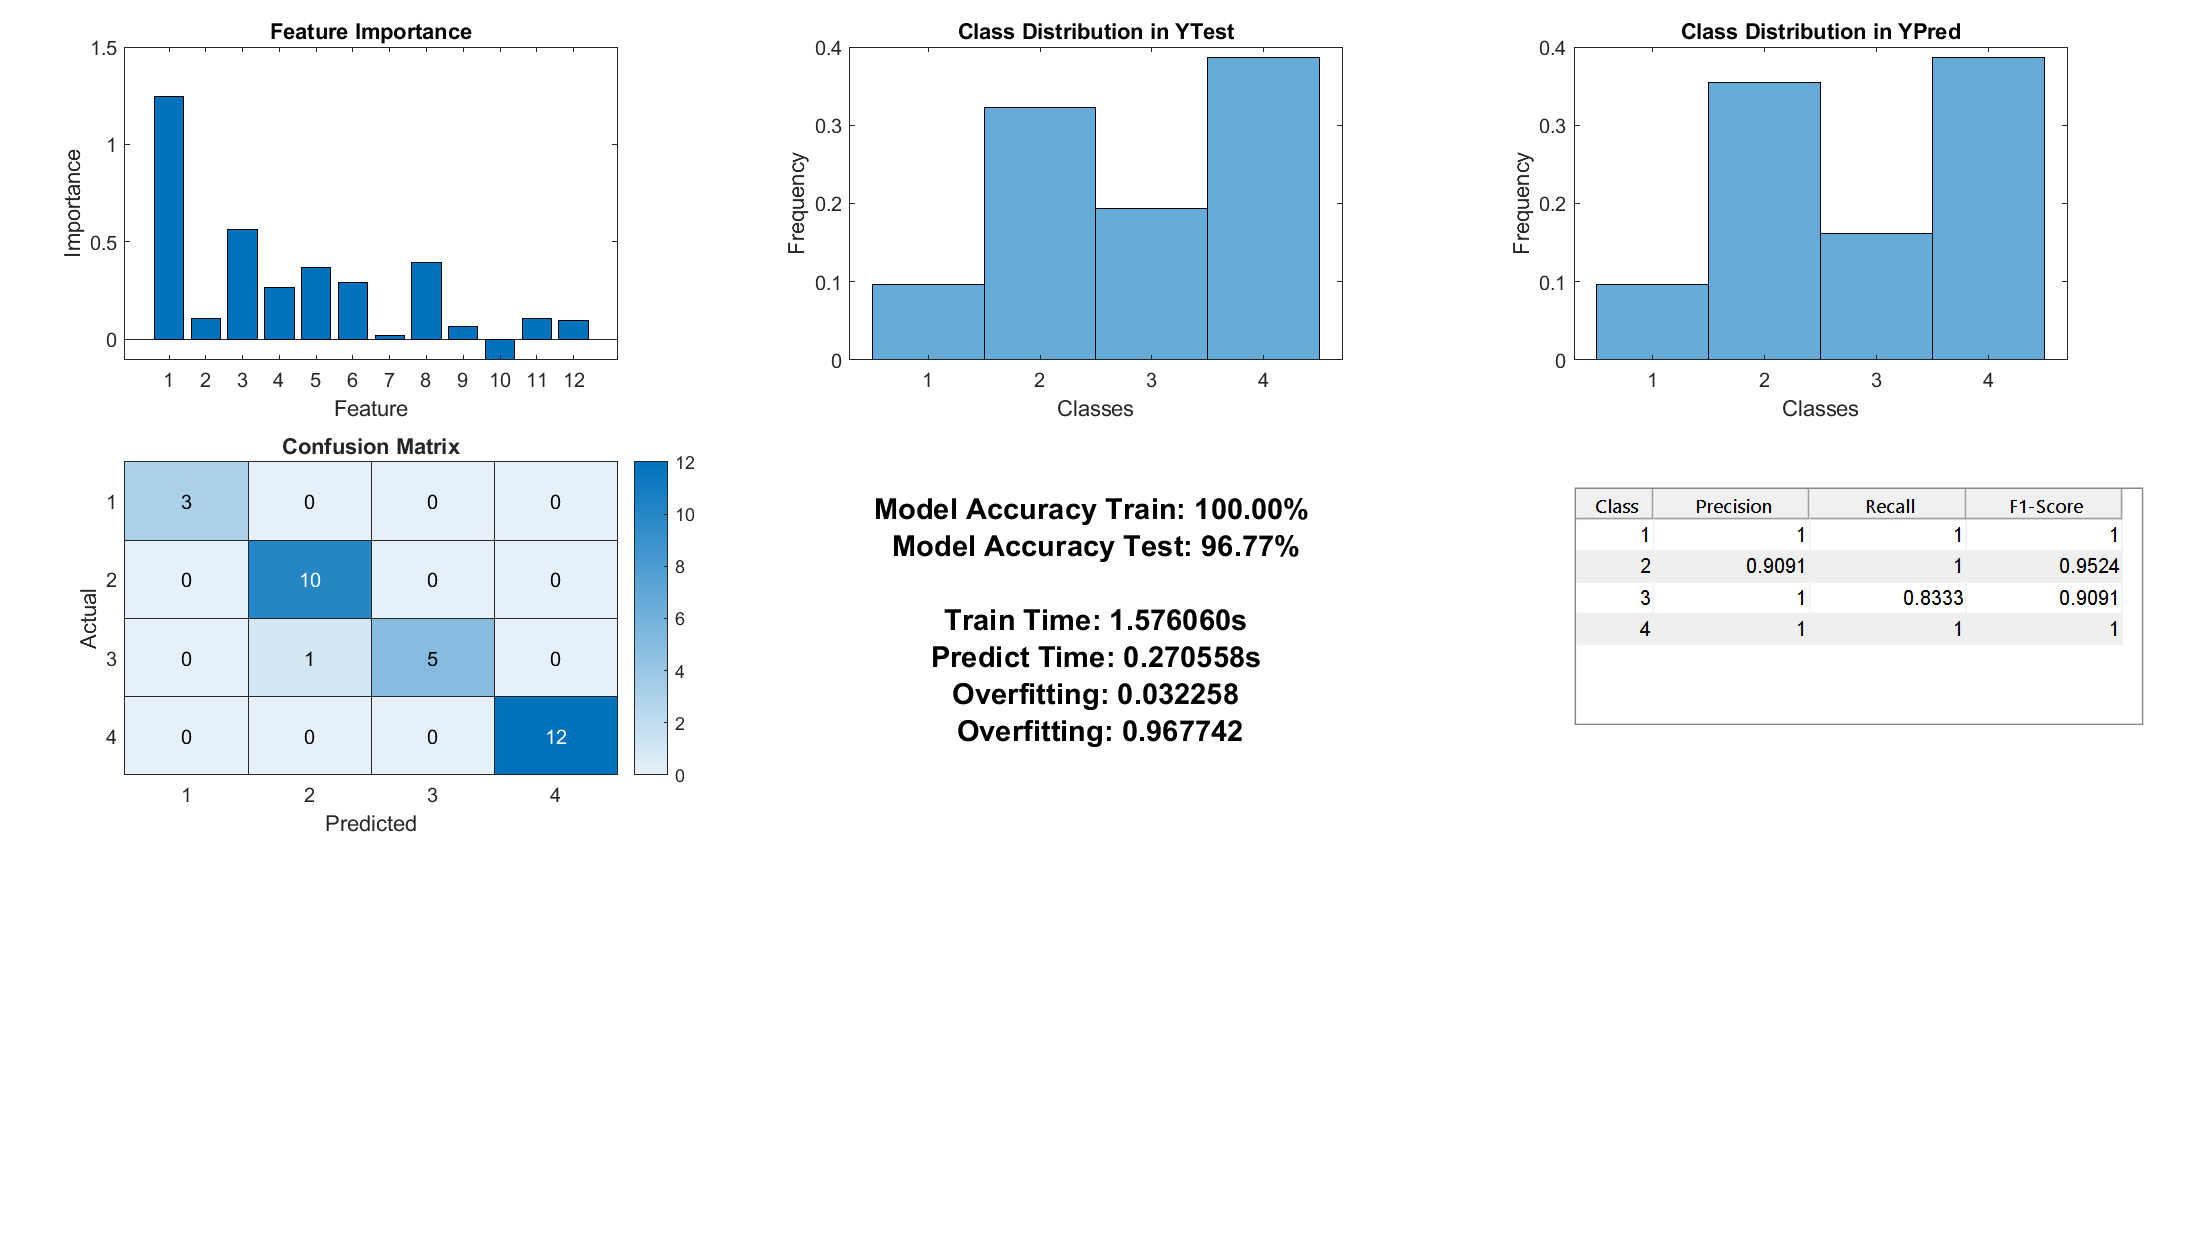 Feature Importance
1.5
1
0.5
0
Importance
1 2 3 4 5 6 7 8 9 10 11 12
Feature
Class Distribution in YTest
0.4
0.3
0.2
0.1
0
Frequency
1 2 3 4
Classes
Class Distribution in YPred
0.4
0.3
0.2
0.1
0
Frequency
1 2 3 4
Classes
Confusion Matrix
Actual
1 3 0 0 0
2 0 10 0 0
3 0 1 5 0
4 0 0 0 12
1 2 3 4
Predicted
12
10
8
6
4
2
0
Model Accuracy Train: 100.00%
Model Accuracy Test: 96.77%
Train Time: 1.576060s
Predict Time: 0.270558s
Overfitting: 0.032258
Overfitting: 0.967742
Class Precision Recall F1-Score
1 1 1 1
2 0.9091 1 0.9524
3 1 0.8333 0.9091
4 1 1 1